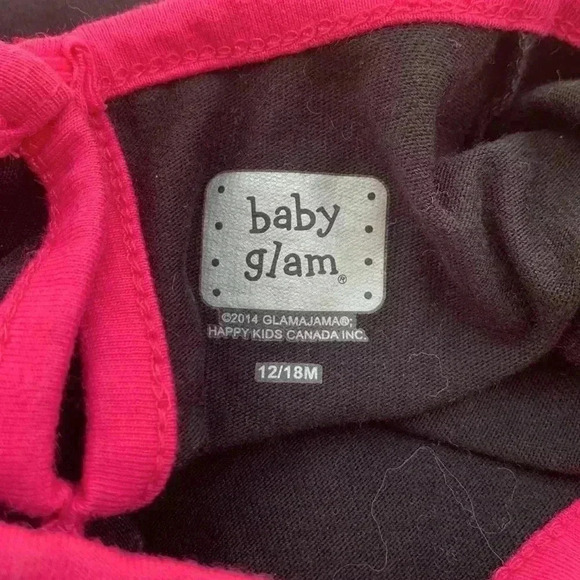 baby
glam®
©2014 GLAMAJAMA®;
HAPPY KIDS CANADA INC.
12/18M